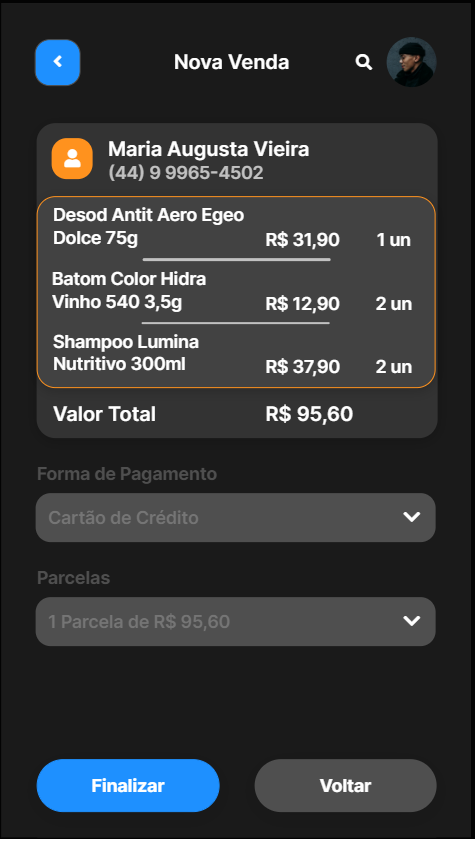 Nova Venda
Maria Augusta Vieira
(44) 9 9965-4502
Desod Antit Aero Egeo
Dolce 75g R$ 31,90 1 un
Batom Color Hidra
Vinho 540 3,5g R$ 12,90 2 un
Shampoo Lumina
Nutritivo 300ml R$ 37,90 2 un
Valor Total R$ 95,60
Forma de Pagamento
Cartão de Crédito
Parcelas
1 Parcela de R$ 95,60
Finalizar Voltar